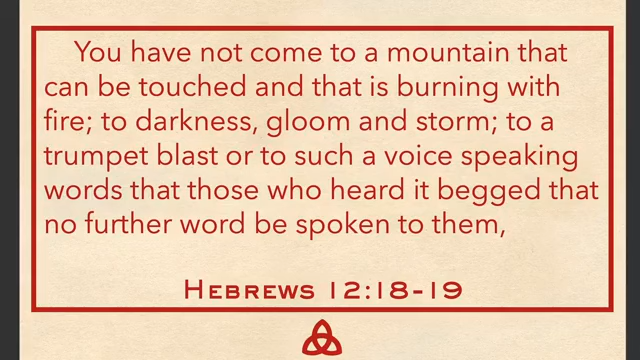 You have not come to a mountain that
can be touched and that is burning with
fire; to darkness, gloom and storm; to a
trumpet blast or to such a voice speaking
words that those who heard it begged that
no further word be spoken to them,
Hebrews 12:18-19